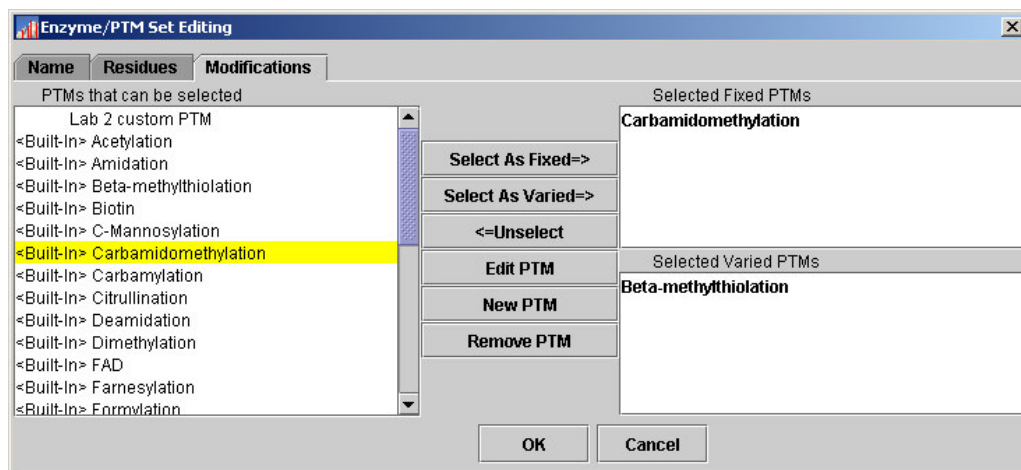 Enzyme/PTM Set Editing
Name Residues Modifications
PTMs that can be selected
Lab 2 custom PTM
<Built-In> Acetylation
<Built-In> Amidation
<Built-In> Beta-methylthiolation
<Built-In> Biotin
<Built-In> C-Mannosylation
<Built-In> Carbamidomethylation
<Built-In> Carbamylation
<Built-In> Citrullination
<Built-In> Deamidation
<Built-In> Dimethylation
<Built-In> FAD
<Built-In> Farnesylation
<Built-In> Formylation
Select As Fixed=>
Select As Varied=>
<=Unselect
Edit PTM
New PTM
Remove PTM
Selected Fixed PTMs
Carbamidomethylation
Selected Varied PTMs
Beta-methylthiolation
OK Cancel